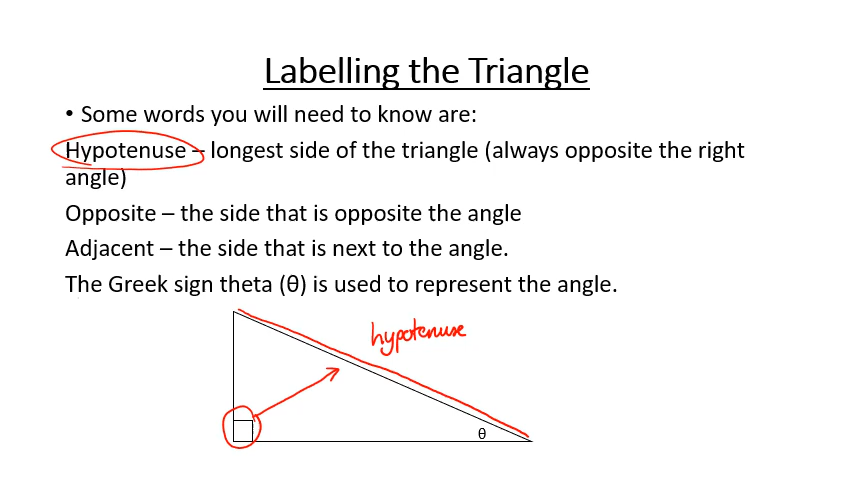 Labelling the Triangle
• Some words you will need to know are:
Hypotenuse – longest side of the triangle (always opposite the right
angle)
Opposite – the side that is opposite the angle
Adjacent – the side that is next to the angle.
The Greek sign theta (θ) is used to represent the angle.
hypotenuse
θ